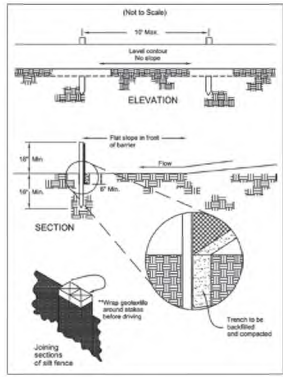 (Not to Scale)
10' Max.
Level contour
No slope
ELEVATION
Flat slope in front
of barrier
18" Min.
Flow
6" Min.
18" Min.
SECTION
**Wrap geotextile
around stakes
before driving
Trench to be
backfilled
and compacted
Joining
sections
of silt fence